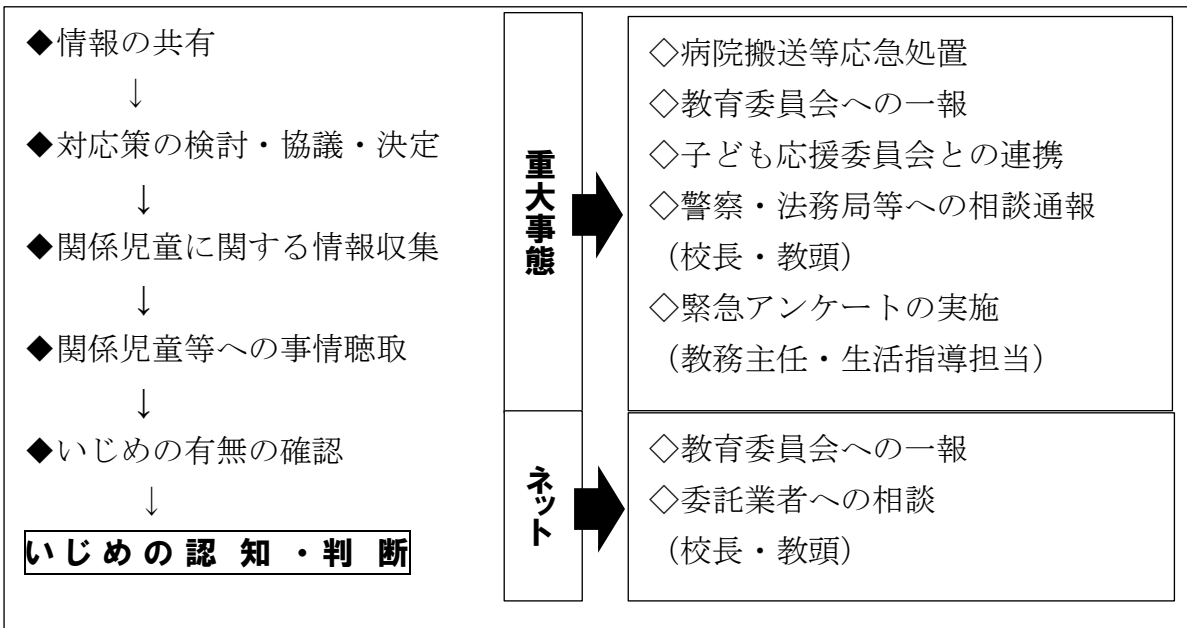 ◆情報の共有
↓
◆対応策の検討・協議・決定
↓
◆関係児童に関する情報収集
↓
◆関係児童等への事情聴取
↓
◆いじめの有無の確認
↓
いじめの認知・判断
重大事態
◇病院搬送等応急処置
◇教育委員会への一報
◇子ども応援委員会との連携
◇警察・法務局等への相談通報
(校長・教頭)
◇緊急アンケートの実施
(教務主任・生活指導担当)
ネット
◇教育委員会への一報
◇委託業者への相談
(校長・教頭)